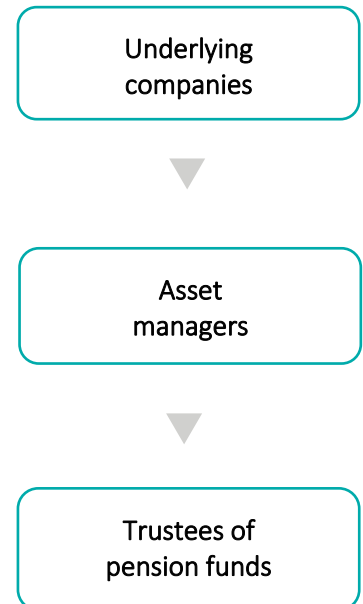 Underlying
companies
Asset
managers
Trustees of
pension funds